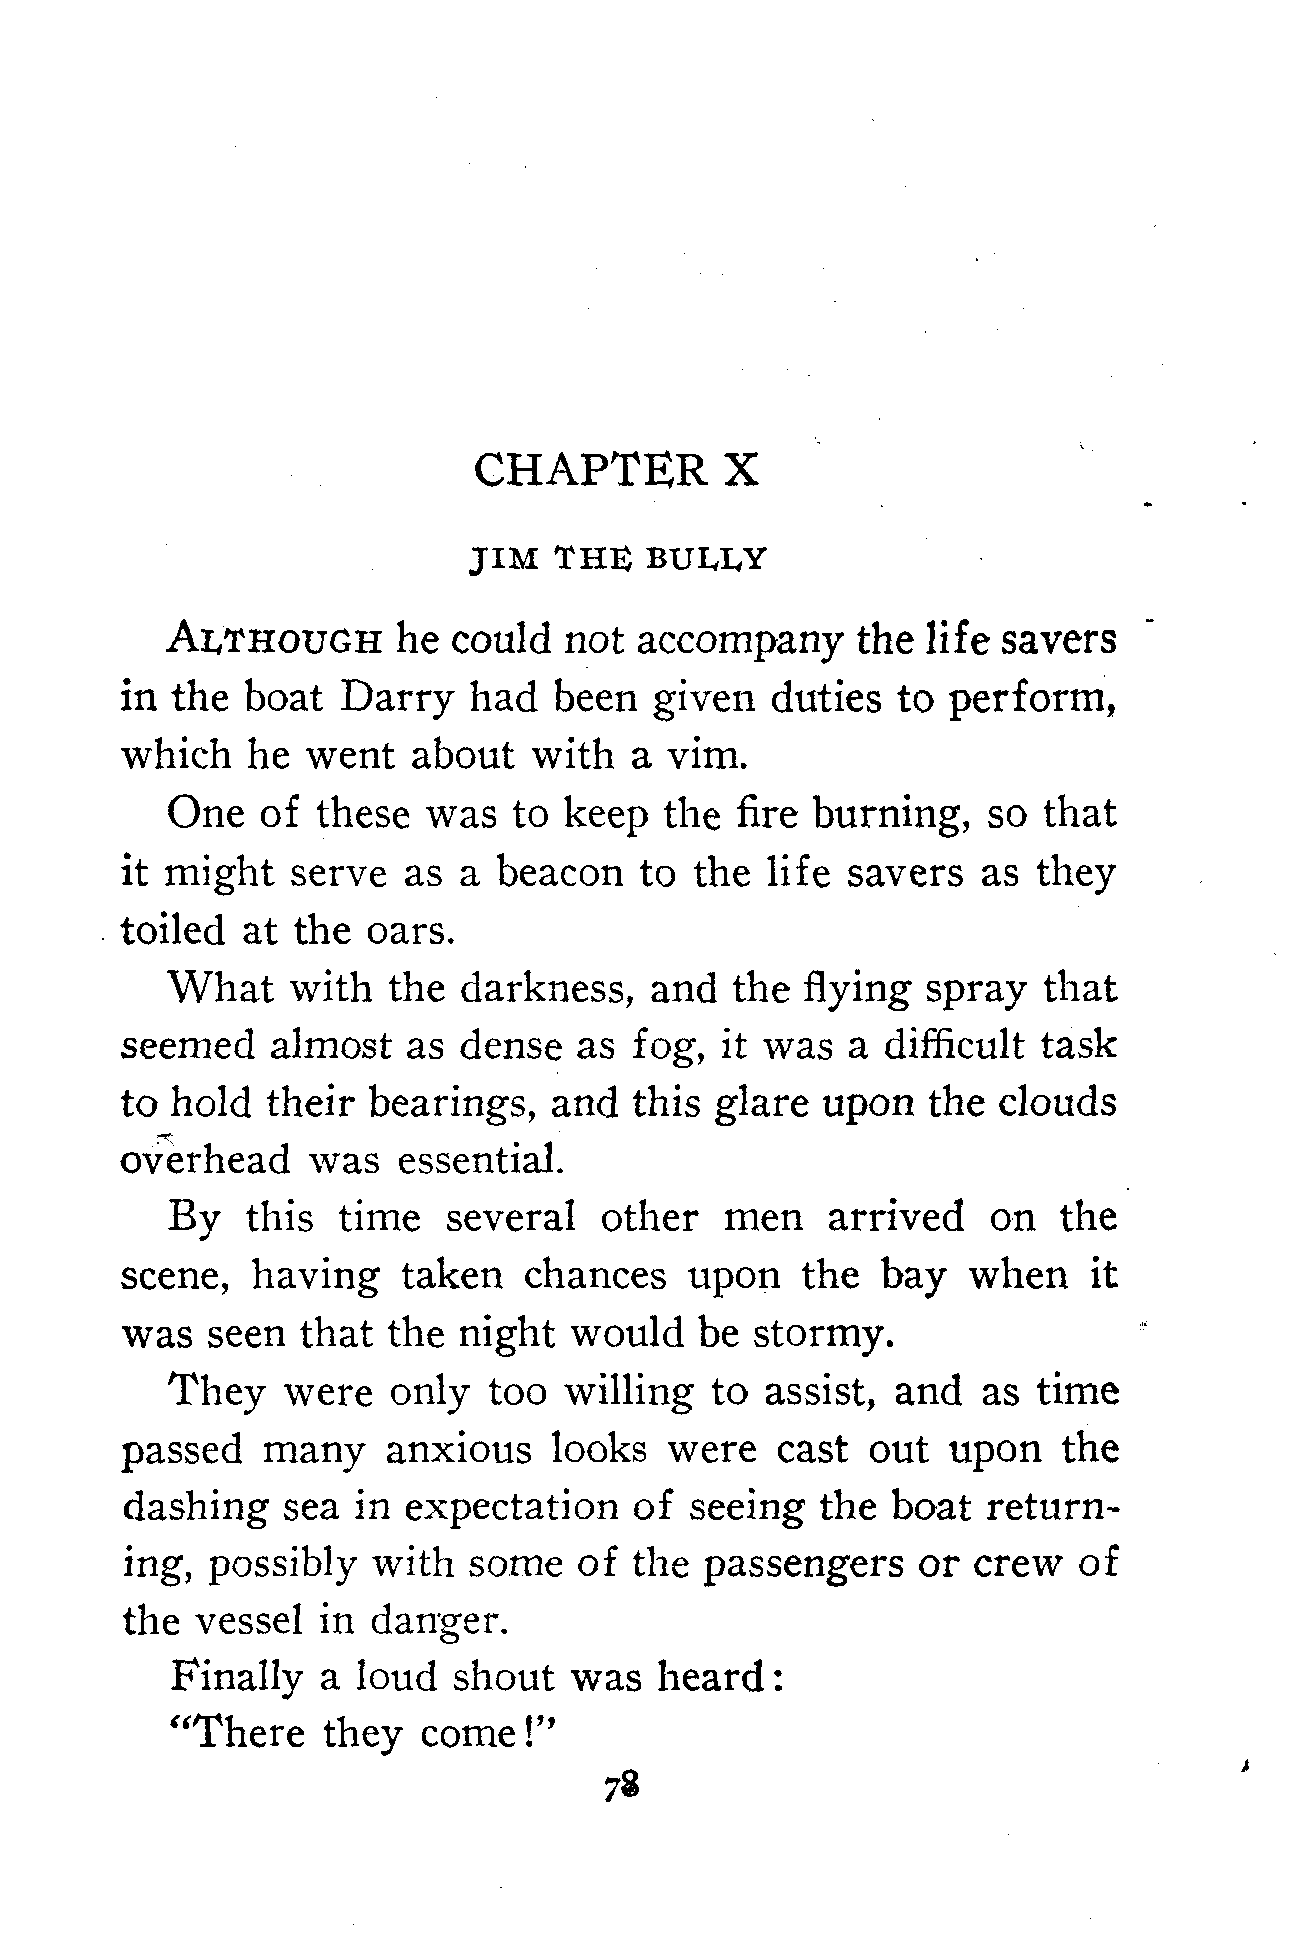 CHAPTER X
JIM THE BULLY
ALTHOUGH he could not accompany the life savers
in the boat Darry had been given duties to perform,
which he went about with a vim.
One of these was to keep the fire burning, so that
it might serve as a beacon to the life savers as they
toiled at the oars.
What with the darkness, and the flying spray that
seemed almost as dense as fog, it was a difficult task
to hold their bearings, and this glare upon the clouds
overhead was essential.
By this time several other men arrived on the
scene, having taken chances upon the bay when it
was seen that the night would be stormy.
They were only too willing to assist, and as time
passed many anxious looks were cast out upon the
dashing sea in expectation of seeing the boat return-
ing, possibly with some of the passengers or crew of
the vessel in danger.
Finally a loud shout was heard:
"There they come!"
78